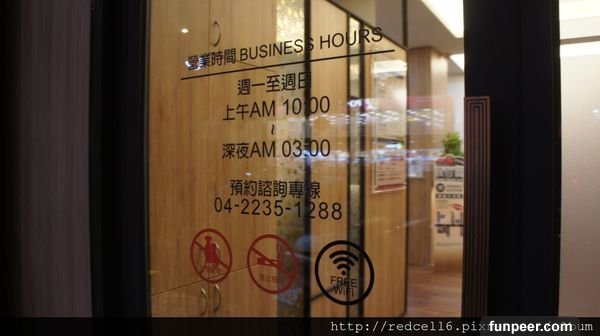 營業時間 BUSINESS HOURS
週一至週日
上午AM 10:00
~
深夜AM 03:00
預約諮詢專線
04-2235-1288
FREE
WiFi
http://redcell6.pix
bum
funpeer.com